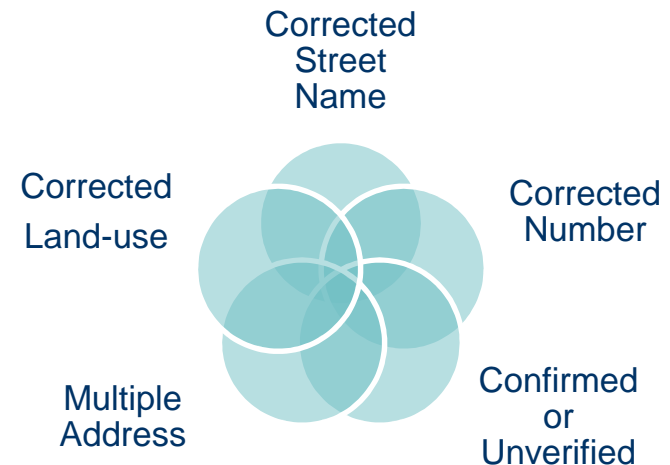 Corrected
Street
Name
Corrected
Number
Confirmed
or
Unverified
Multiple
Address
Corrected
Land-use